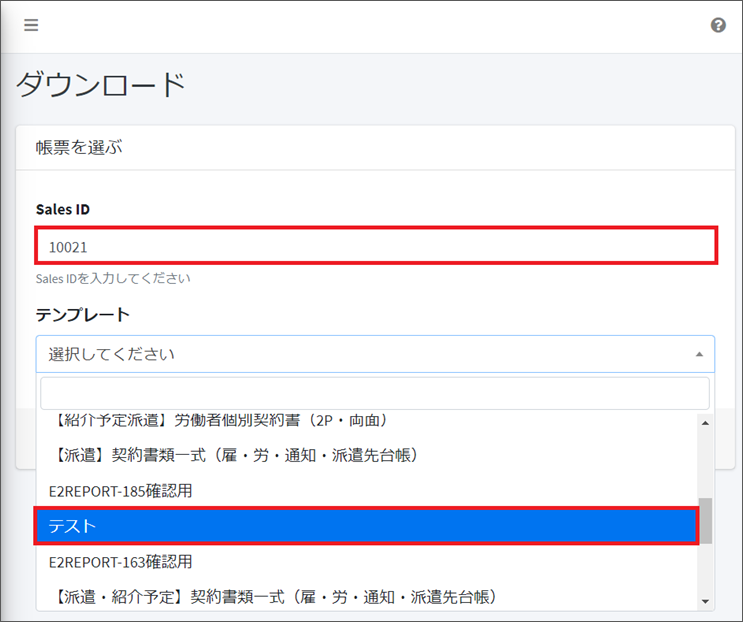 ダウンロード
帳票を選ぶ
Sales ID
10021
Sales IDを入力してください
テンプレート
選択してください
【紹介予定派遣】労働者個別契約書（2P・両面）
【派遣】契約書類一式（雇・労・通知・派遣先台帳）
E2REPORT-185確認用
テスト
E2REPORT-163確認用
【派遣・紹介予定】契約書類一式（雇・労・通知・派遣先台帳）